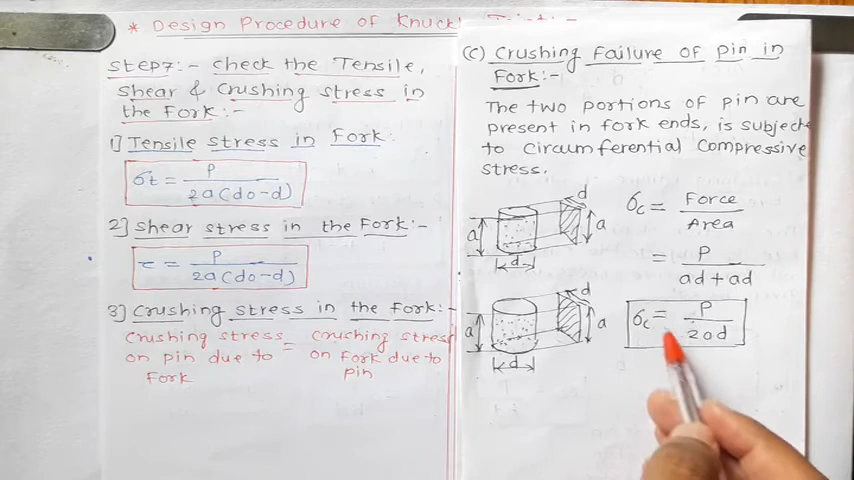 * Design Procedure of Knuckle Joint :-
Step7:- Check the Tensile,
Shear & Crushing stress in
the Fork:-
1] Tensile stress in Fork:
σt = P / 2a(do-d)
2] Shear stress in the Fork:-
τ = P / 2a(do-d)
3] Crushing stress in the Fork:-
Crushing stress = Crushing stress
on pin due to on fork due to
Fork pin
(C) Crushing Failure of Pin in
Fork:-
The two portions of pin are
present in fork ends, is subject
to circumferential compressive
stress.
d
a a
d
σc = Force / Area
= P / ad+ad
d
a a
d
σc = P / 2ad